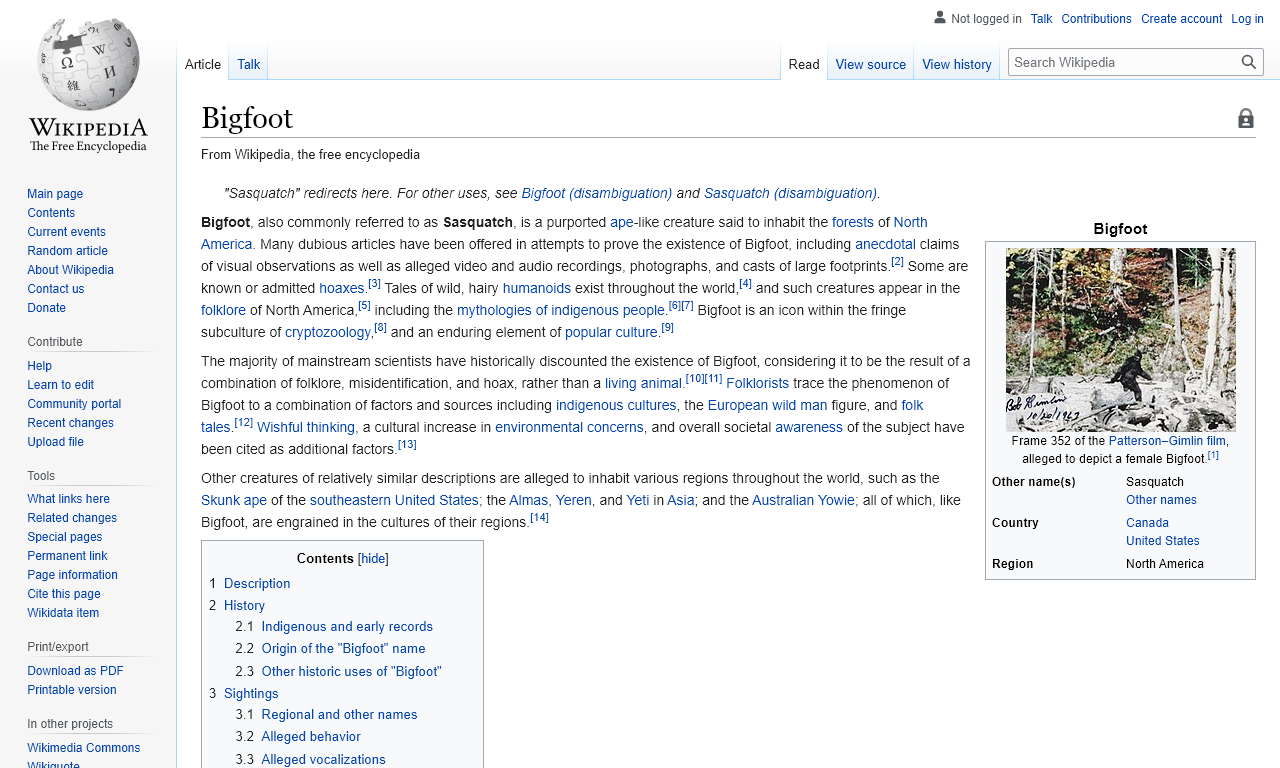 Not logged in Talk Contributions Create account Log in
Article Talk Read View source View history Search Wikipedia
WIKIPEDIA
The Free Encyclopedia
Main page
Contents
Current events
Random article
About Wikipedia
Contact us
Donate
Contribute
Help
Learn to edit
Community portal
Recent changes
Upload file
Tools
What links here
Related changes
Special pages
Permanent link
Page information
Cite this page
Wikidata item
Print/export
Download as PDF
Printable version
In other projects
Wikimedia Commons
Wikiquote
Bigfoot
From Wikipedia, the free encyclopedia
"Sasquatch" redirects here. For other uses, see Bigfoot (disambiguation) and Sasquatch (disambiguation).
Bigfoot, also commonly referred to as Sasquatch, is a purported ape-like creature said to inhabit the forests of North
America. Many dubious articles have been offered in attempts to prove the existence of Bigfoot, including anecdotal claims
of visual observations as well as alleged video and audio recordings, photographs, and casts of large footprints.[2] Some are
known or admitted hoaxes.[3] Tales of wild, hairy humanoids exist throughout the world,[4] and such creatures appear in the
folklore of North America,[5] including the mythologies of indigenous people.[6][7] Bigfoot is an icon within the fringe
subculture of cryptozoology,[8] and an enduring element of popular culture.[9]
The majority of mainstream scientists have historically discounted the existence of Bigfoot, considering it to be the result of a
combination of folklore, misidentification, and hoax, rather than a living animal.[10][11] Folklorists trace the phenomenon of
Bigfoot to a combination of factors and sources including indigenous cultures, the European wild man figure, and folk
tales.[12] Wishful thinking, a cultural increase in environmental concerns, and overall societal awareness of the subject have
been cited as additional factors.[13]
Other creatures of relatively similar descriptions are alleged to inhabit various regions throughout the world, such as the
Skunk ape of the southeastern United States; the Almas, Yeren, and Yeti in Asia; and the Australian Yowie; all of which, like
Bigfoot, are engrained in the cultures of their regions.[14]
Bigfoot
Bob Gimlin
10/20/1967
Frame 352 of the Patterson–Gimlin film,
alleged to depict a female Bigfoot.[1]
Other name(s) Sasquatch
Other names
Country Canada
United States
Region North America
Contents [hide]
1 Description
2 History
2.1 Indigenous and early records
2.2 Origin of the "Bigfoot" name
2.3 Other historic uses of "Bigfoot"
3 Sightings
3.1 Regional and other names
3.2 Alleged behavior
3.3 Alleged vocalizations